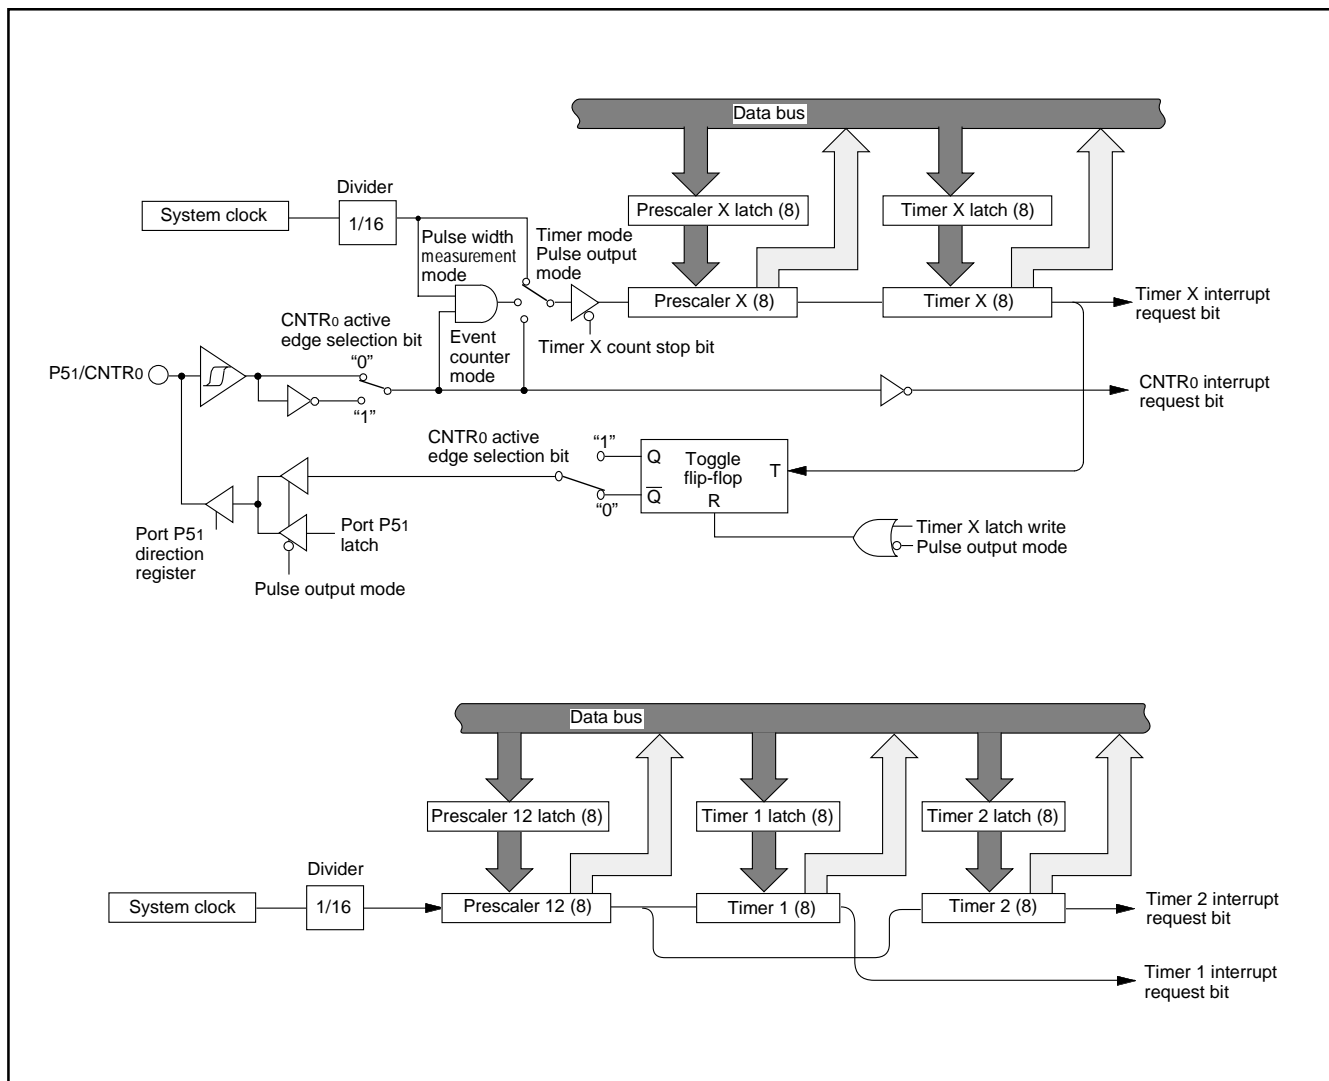 Data bus
Divider
System clock
1/16
Prescaler X latch (8)
Timer X latch (8)
Pulse width
measurement
mode
Timer mode
Pulse output
mode
Prescaler X (8)
Timer X (8)
Timer X interrupt
request bit
CNTR0 active
edge selection bit
"0"
Event
counter
mode
Timer X count stop bit
P51/CNTR0
"1"
CNTR0 interrupt
request bit
CNTR0 active
edge selection bit
"1"
Q
Toggle
flip-flop
T
Q
"0"
R
Port P51
direction
register
Port P51
latch
Timer X latch write
Pulse output mode
Pulse output mode
Data bus
Prescaler 12 latch (8)
Timer 1 latch (8)
Timer 2 latch (8)
Divider
System clock
1/16
Prescaler 12 (8)
Timer 1 (8)
Timer 2 (8)
Timer 2 interrupt
request bit
Timer 1 interrupt
request bit